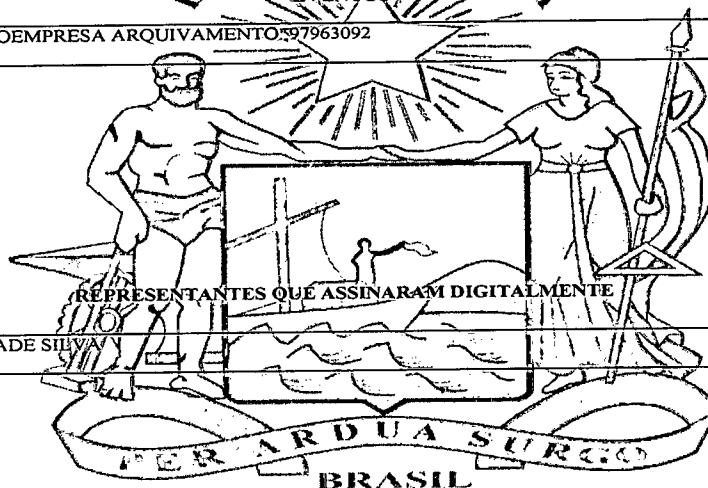 OEMPRESA ARQUIVAMENTO:97963092
REPRESENTANTES QUE ASSINARAM DIGITALMENTE
ADE SILVA
PER ARDUA SURGO
BRASIL